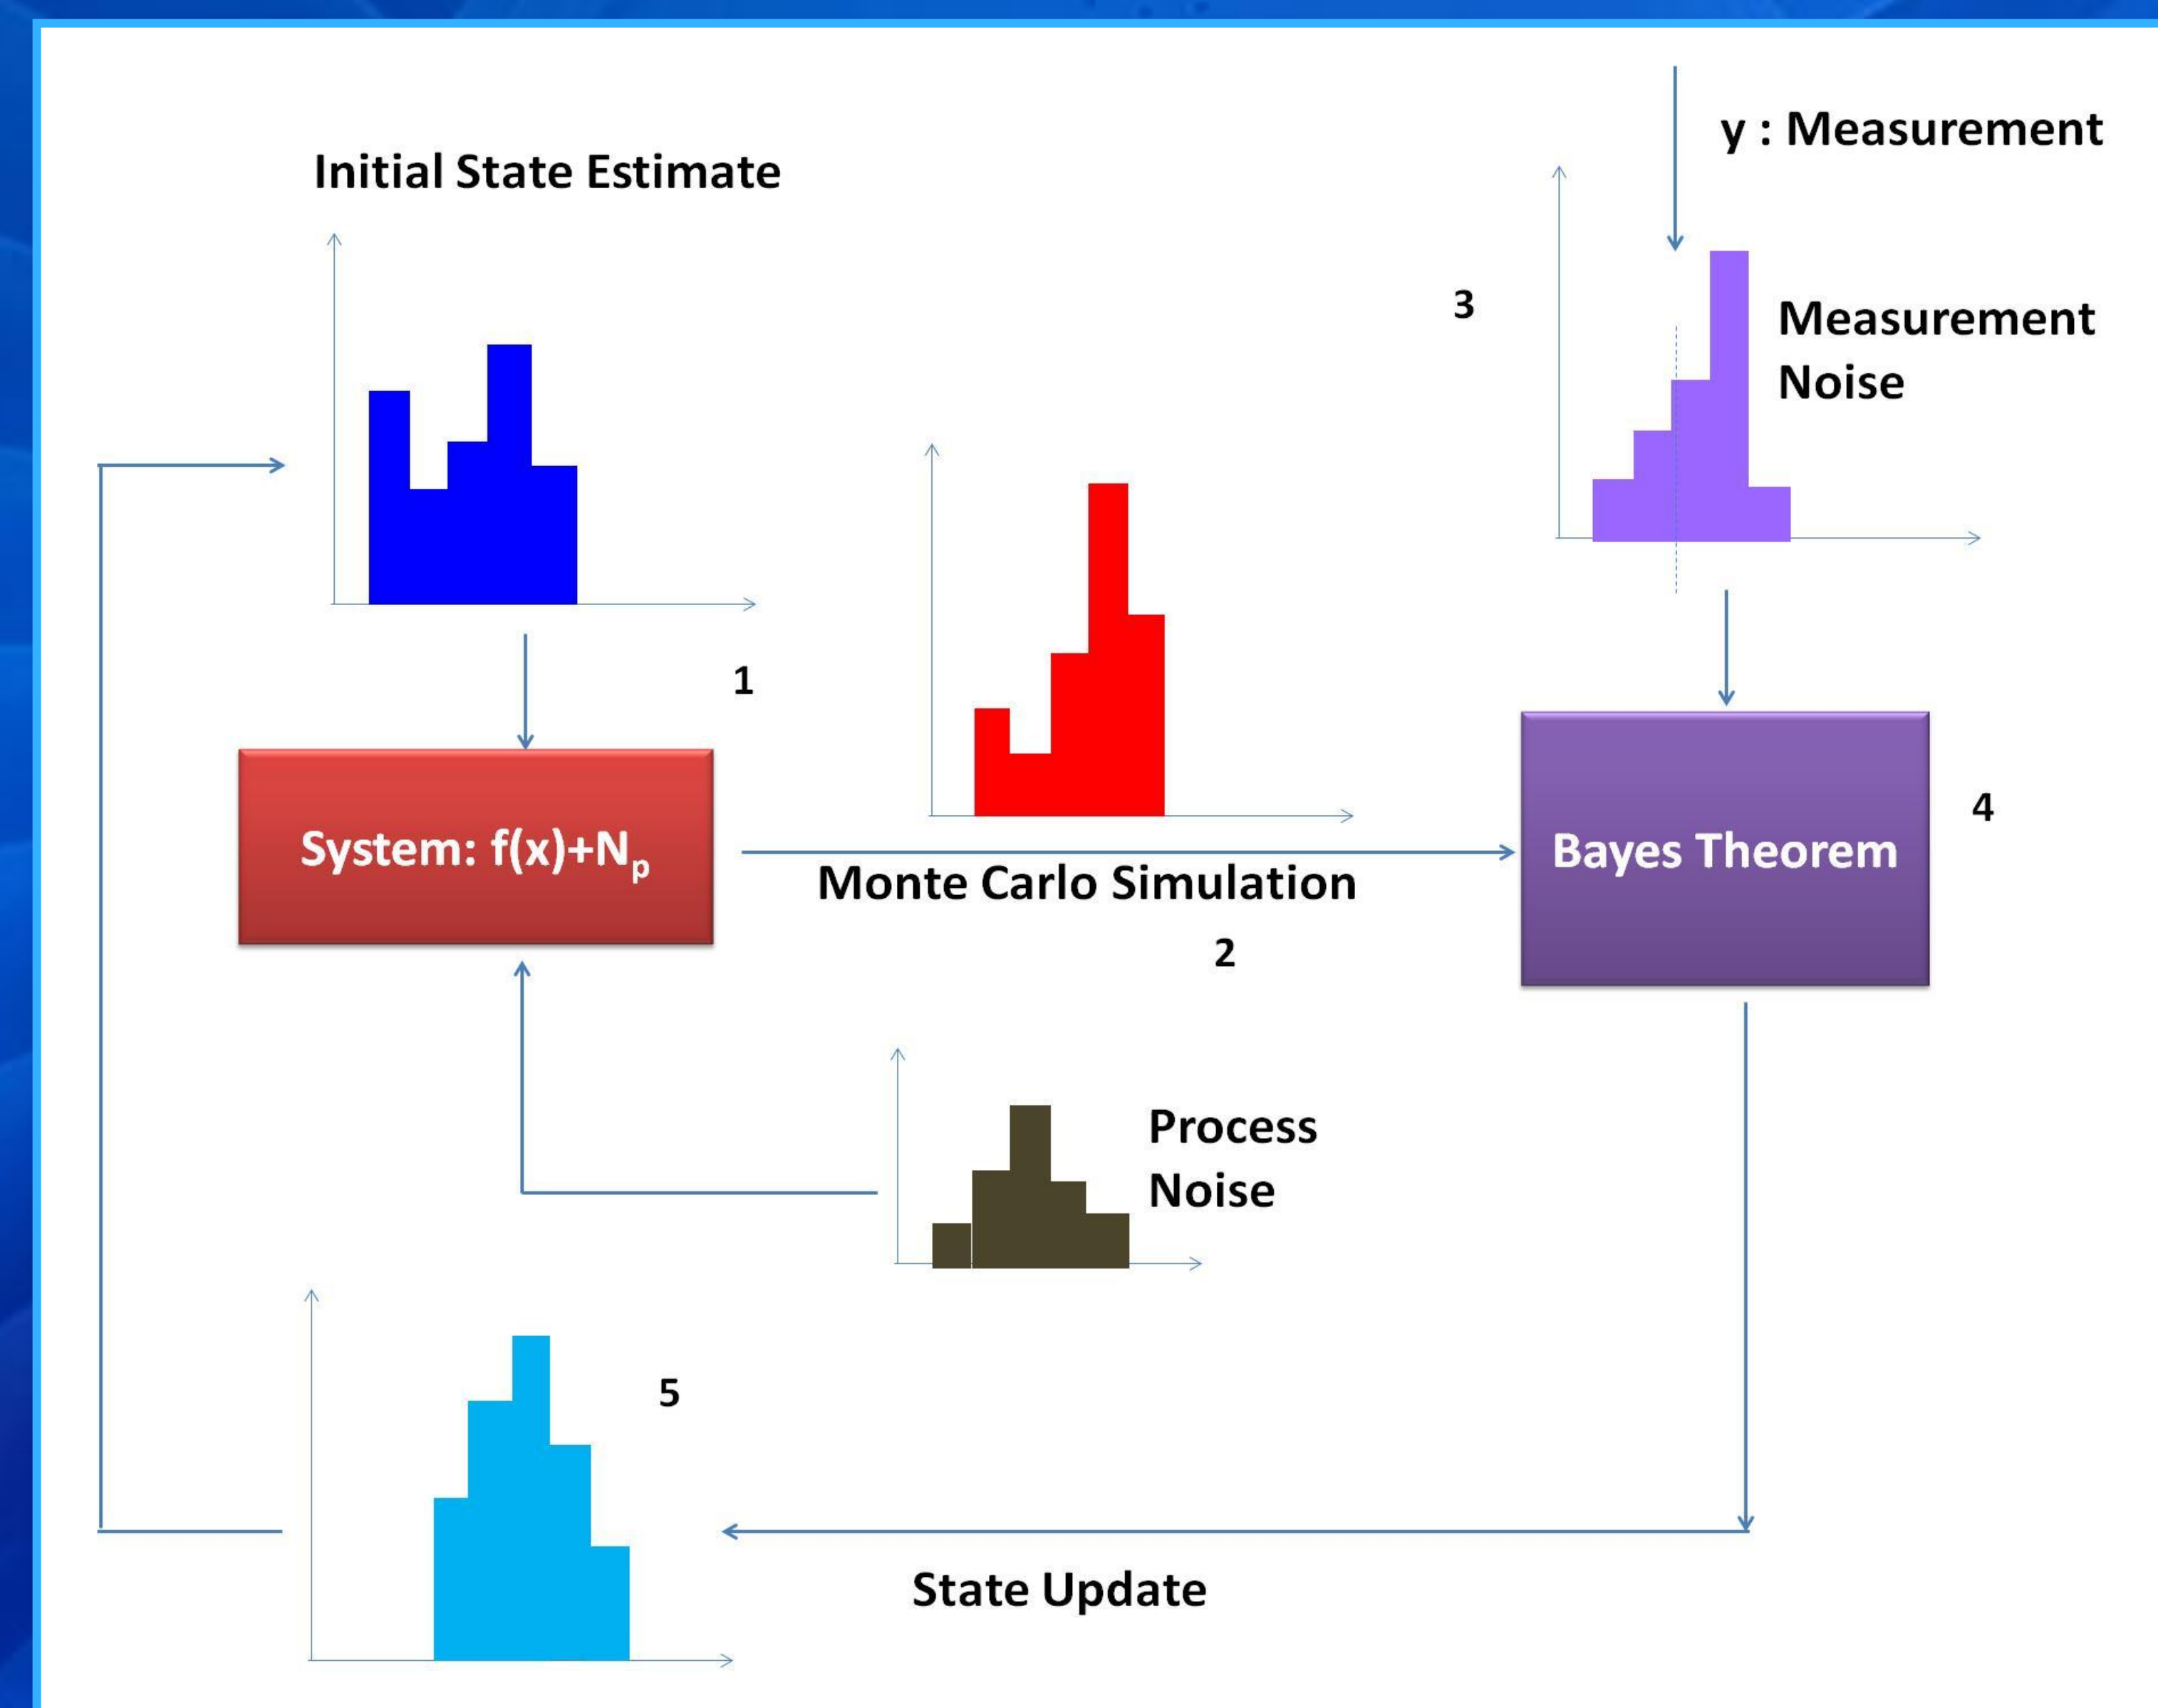 y : Measurement
Initial State Estimate
3
Measurement
Noise
1
System: f(x)+Np
Bayes Theorem
4
Monte Carlo Simulation
2
Process
Noise
5
State Update